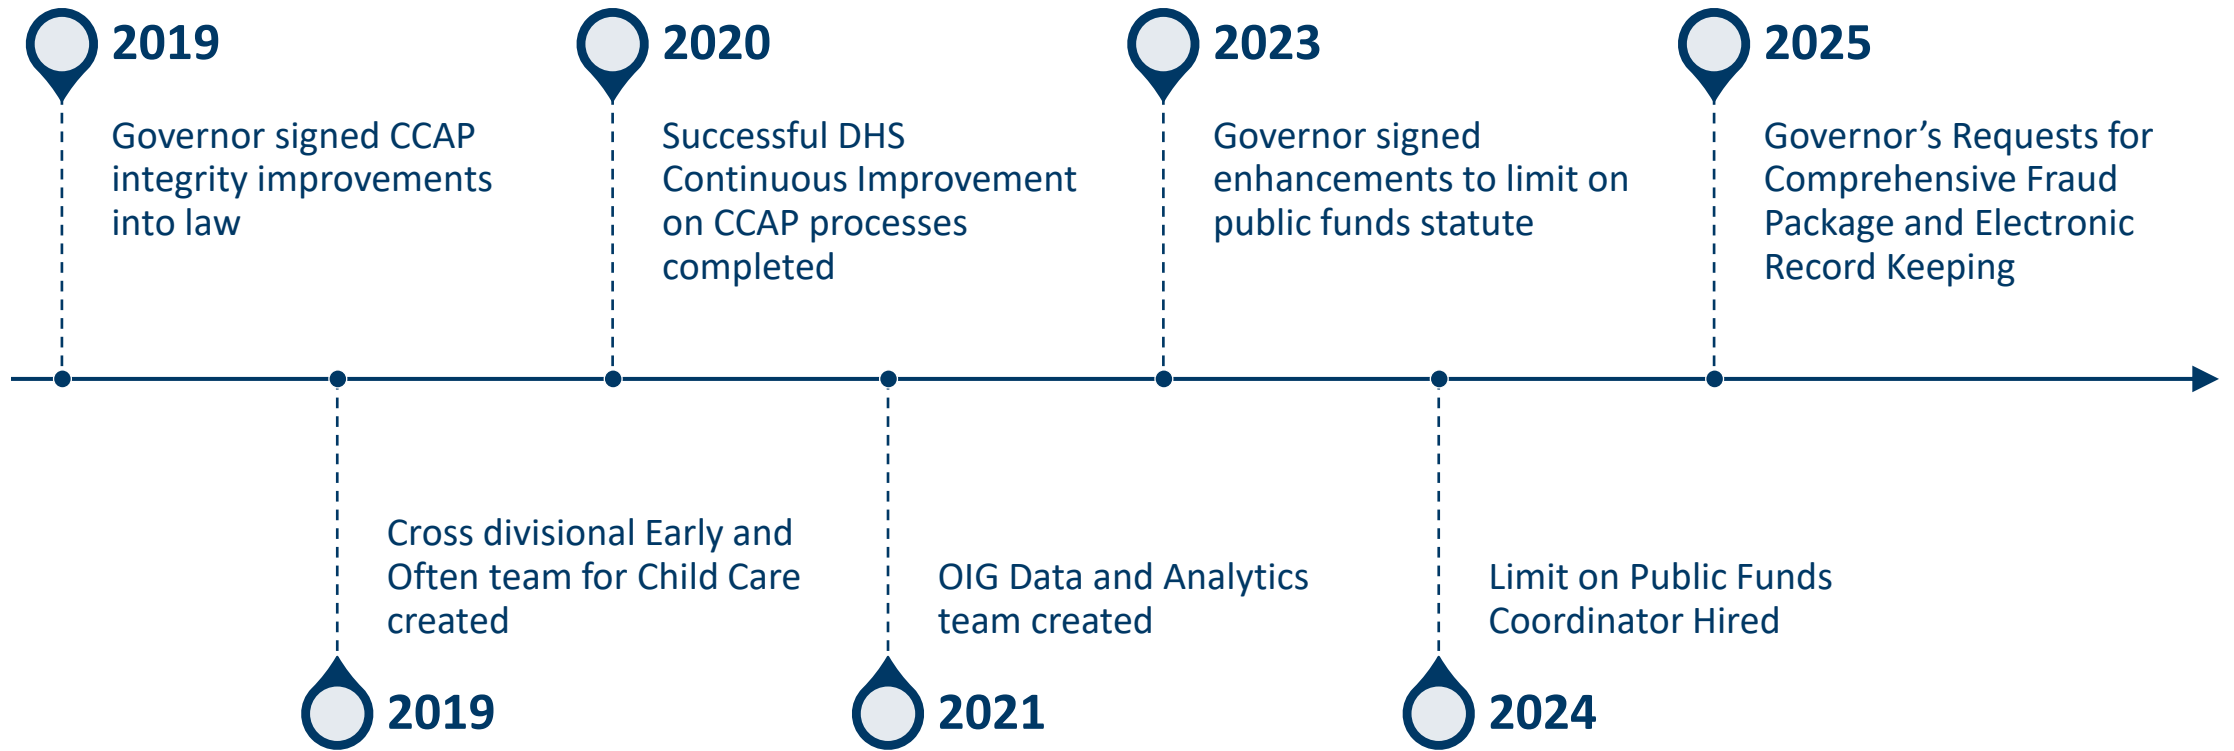 2019
Governor signed CCAP
integrity improvements
into law
2019
Cross divisional Early and
Often team for Child Care
created
2020
Successful DHS
Continuous Improvement
on CCAP processes
completed
2021
OIG Data and Analytics
team created
2023
Governor signed
enhancements to limit on
public funds statute
2024
Limit on Public Funds
Coordinator Hired
2025
Governor’s Requests for
Comprehensive Fraud
Package and Electronic
Record Keeping